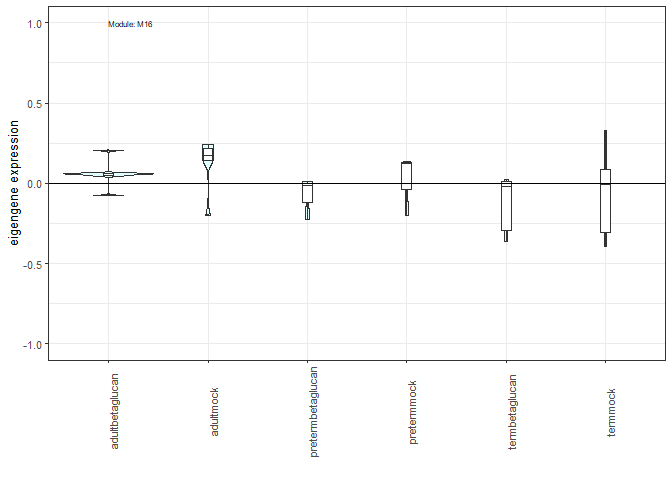 Module: M16
eigengene expression
1.0
0.5
0.0
-0.5
-1.0
adultbetaglucan
adultmock
pretermbetaglucan
pretermmock
termbetaglucan
termmock